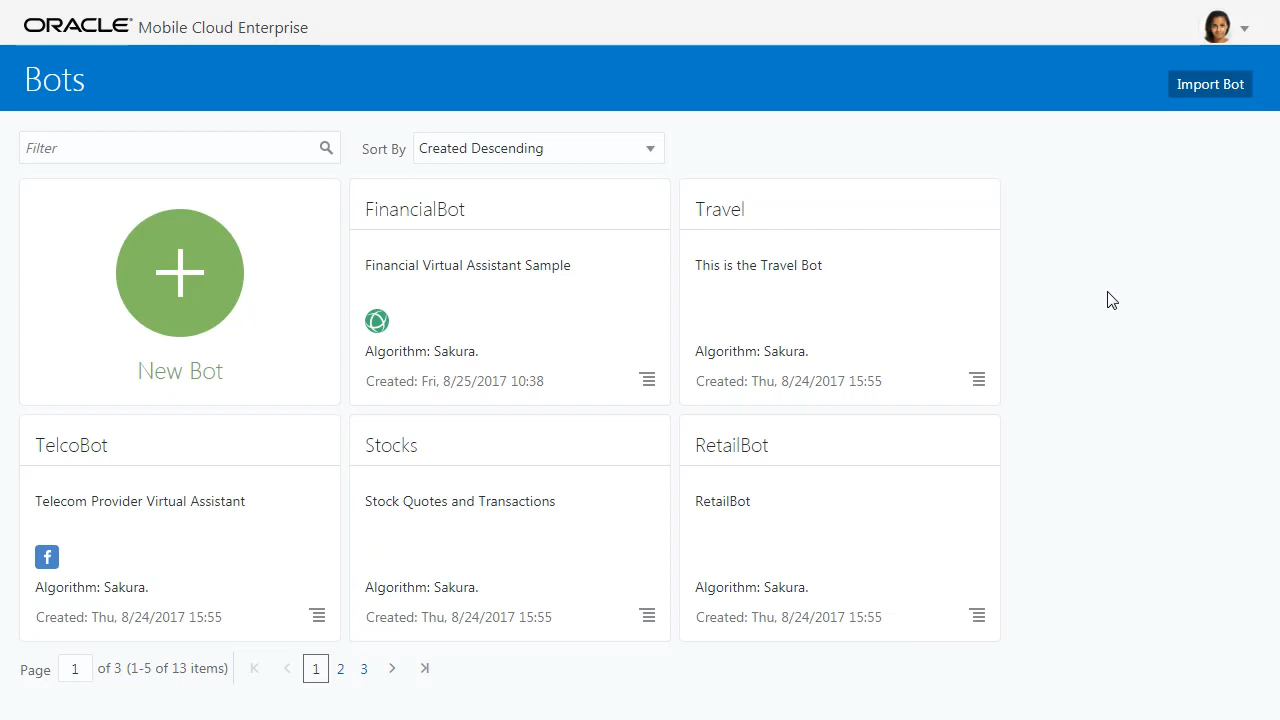 ORACLE Mobile Cloud Enterprise
Bots
Import Bot
Filter
Sort By Created Descending
New Bot
FinancialBot
Financial Virtual Assistant Sample
Algorithm: Sakura.
Created: Fri, 8/25/2017 10:38
Travel
This is the Travel Bot
Algorithm: Sakura.
Created: Thu, 8/24/2017 15:55
TelcoBot
Telecom Provider Virtual Assistant
f
Algorithm: Sakura.
Created: Thu, 8/24/2017 15:55
Stocks
Stock Quotes and Transactions
Algorithm: Sakura.
Created: Thu, 8/24/2017 15:55
RetailBot
RetailBot
Algorithm: Sakura.
Created: Thu, 8/24/2017 15:55
Page 1 of 3 (1-5 of 13 items) 1 2 3